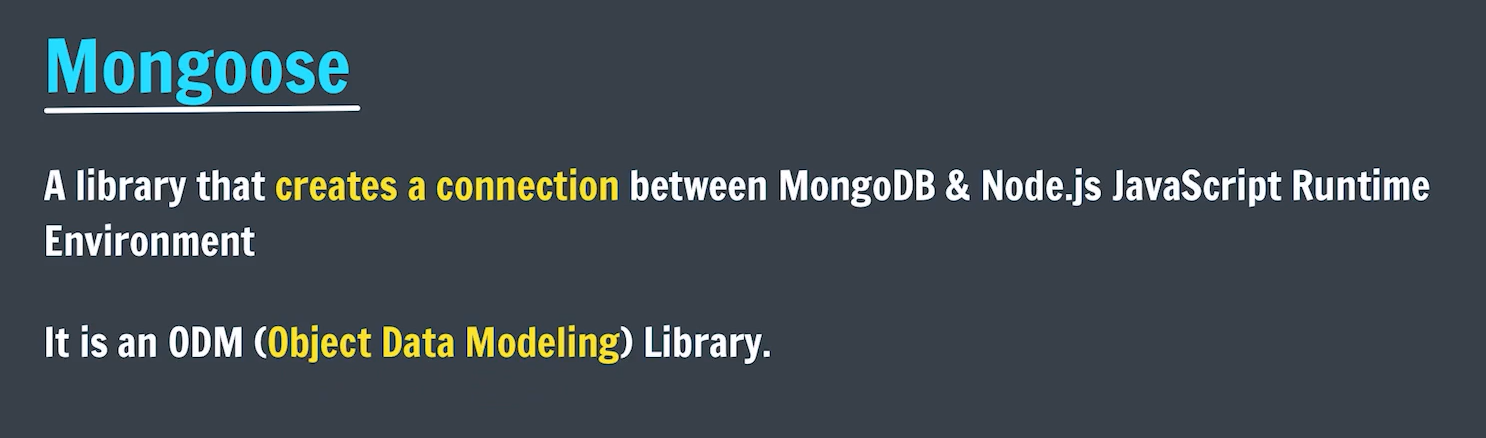 Mongoose
A library that creates a connection between MongoDB & Node.js JavaScript Runtime
Environment
It is an ODM (Object Data Modeling) Library.